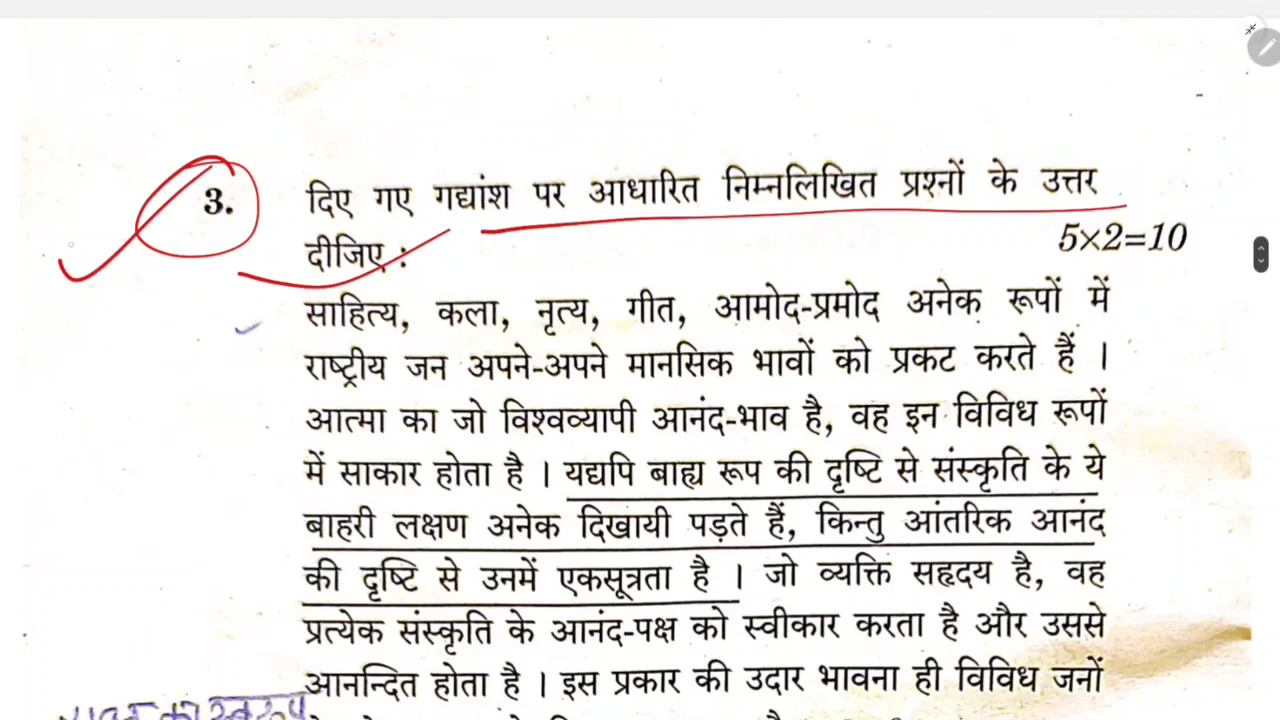 3. दिए गए गद्यांश पर आधारित निम्नलिखित प्रश्नों के उत्तर
दीजिए :
5×2=10
साहित्य, कला, नृत्य, गीत, आमोद-प्रमोद अनेक रूपों में
राष्ट्रीय जन अपने-अपने मानसिक भावों को प्रकट करते हैं ।
आत्मा का जो विश्वव्यापी आनंद-भाव है, वह इन विविध रूपों
में साकार होता है । यद्यपि बाह्य रूप की दृष्टि से संस्कृति के ये
बाहरी लक्षण अनेक दिखायी पड़ते हैं, किन्तु आंतरिक आनंद
की दृष्टि से उनमें एकसूत्रता है । जो व्यक्ति सहृदय है, वह
प्रत्येक संस्कृति के आनंद-पक्ष को स्वीकार करता है और उससे
आनन्दित होता है । इस प्रकार की उदार भावना ही विविध जनों